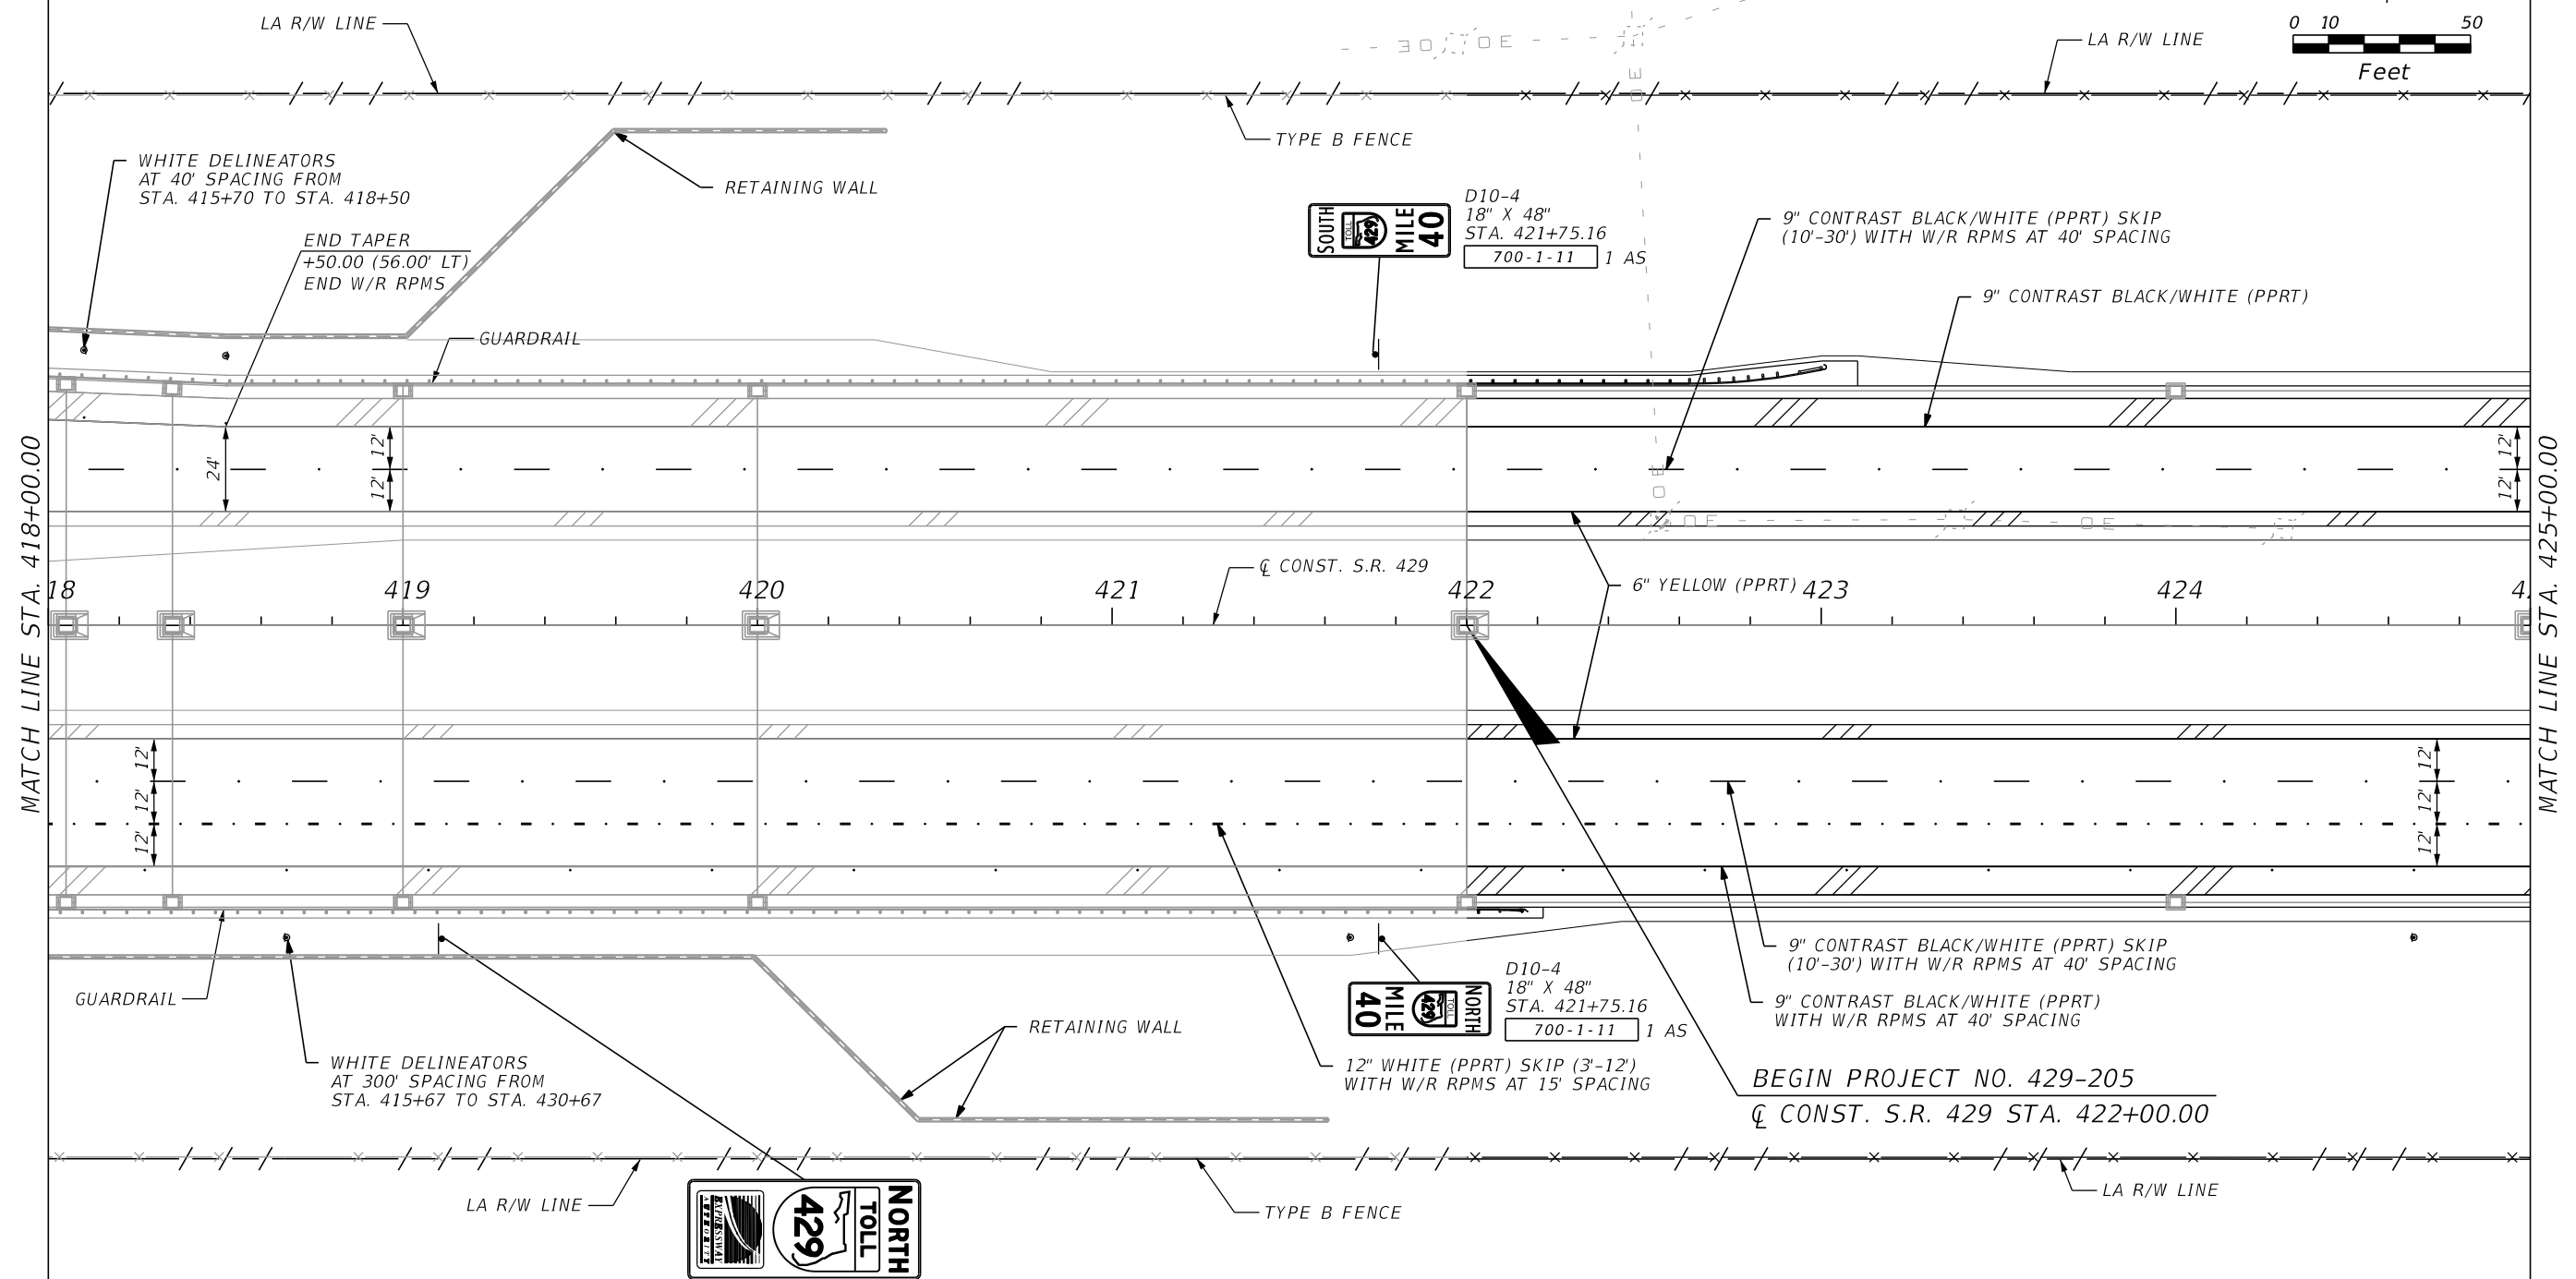 LA R/W LINE
0 10 50
Feet
LA R/W LINE
TYPE B FENCE
OE OE
OE
WHITE DELINEATORS
AT 40' SPACING FROM
STA. 415+70 TO STA. 418+50
RETAINING WALL
END TAPER
+50.00 (56.00' LT)
END W/R RPMS
GUARDRAIL
SOUTH
TOLL
429
MILE
40
D10-4
18" X 48"
STA. 421+75.16
700-1-11 1 AS
9" CONTRAST BLACK/WHITE (PPRT) SKIP
(10'-30') WITH W/R RPMS AT 40' SPACING
9" CONTRAST BLACK/WHITE (PPRT)
24'
12'
12'
12'
12'
OE
OE
OE
MATCH LINE STA. 418+00.00
MATCH LINE STA. 425+00.00
℄ CONST. S.R. 429
6" YELLOW (PPRT)
18 419 420 421 422 423 424 4
12'
12'
12'
12'
12'
12'
GUARDRAIL
WHITE DELINEATORS
AT 300' SPACING FROM
STA. 415+67 TO STA. 430+67
RETAINING WALL
NORTH
TOLL
429
MILE
40
D10-4
18" X 48"
STA. 421+75.16
700-1-11 1 AS
12" WHITE (PPRT) SKIP (3'-12')
WITH W/R RPMS AT 15' SPACING
9" CONTRAST BLACK/WHITE (PPRT) SKIP
(10'-30') WITH W/R RPMS AT 40' SPACING
9" CONTRAST BLACK/WHITE (PPRT)
WITH W/R RPMS AT 40' SPACING
BEGIN PROJECT NO. 429-205
℄ CONST. S.R. 429 STA. 422+00.00
LA R/W LINE
NORTH
TOLL
429
EXPRESSWAY
AUTHORITY
TYPE B FENCE
LA R/W LINE